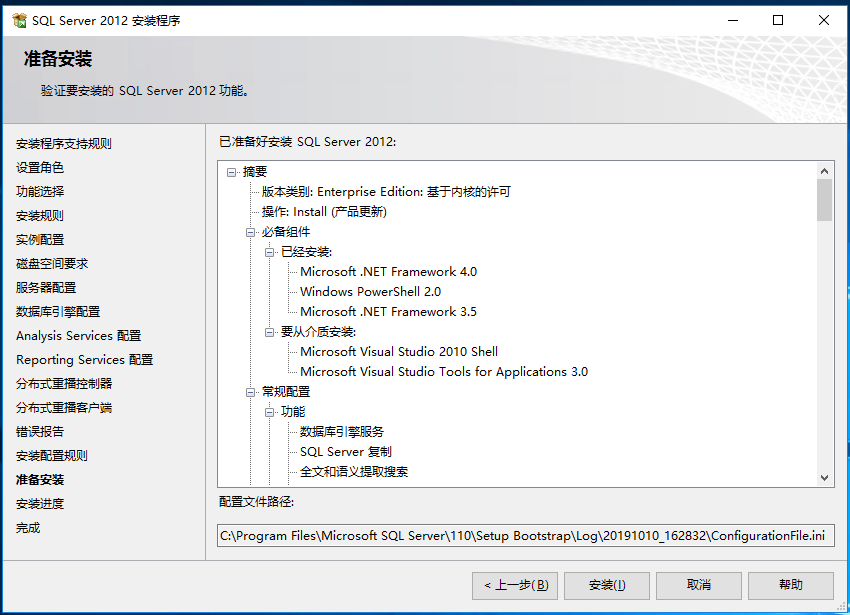 SQL Server 2012 安装程序
准备安装
验证要安装的 SQL Server 2012 功能。
安装程序支持规则
设置角色
功能选择
安装规则
实例配置
磁盘空间要求
服务器配置
数据库引擎配置
Analysis Services 配置
Reporting Services 配置
分布式重播控制器
分布式重播客户端
错误报告
安装配置规则
准备安装
安装进度
完成
已准备好安装 SQL Server 2012:
摘要
版本类别: Enterprise Edition: 基于内核的许可
操作: Install (产品更新)
必备组件
已经安装:
Microsoft .NET Framework 4.0
Windows PowerShell 2.0
Microsoft .NET Framework 3.5
要从介质安装:
Microsoft Visual Studio 2010 Shell
Microsoft Visual Studio Tools for Applications 3.0
常规配置
功能
数据库引擎服务
SQL Server 复制
全文和语义提取搜索
配置文件路径:
C:\Program Files\Microsoft SQL Server\110\Setup Bootstrap\Log\20191010_162832\ConfigurationFile.ini
< 上一步(B) 安装(I) 取消 帮助